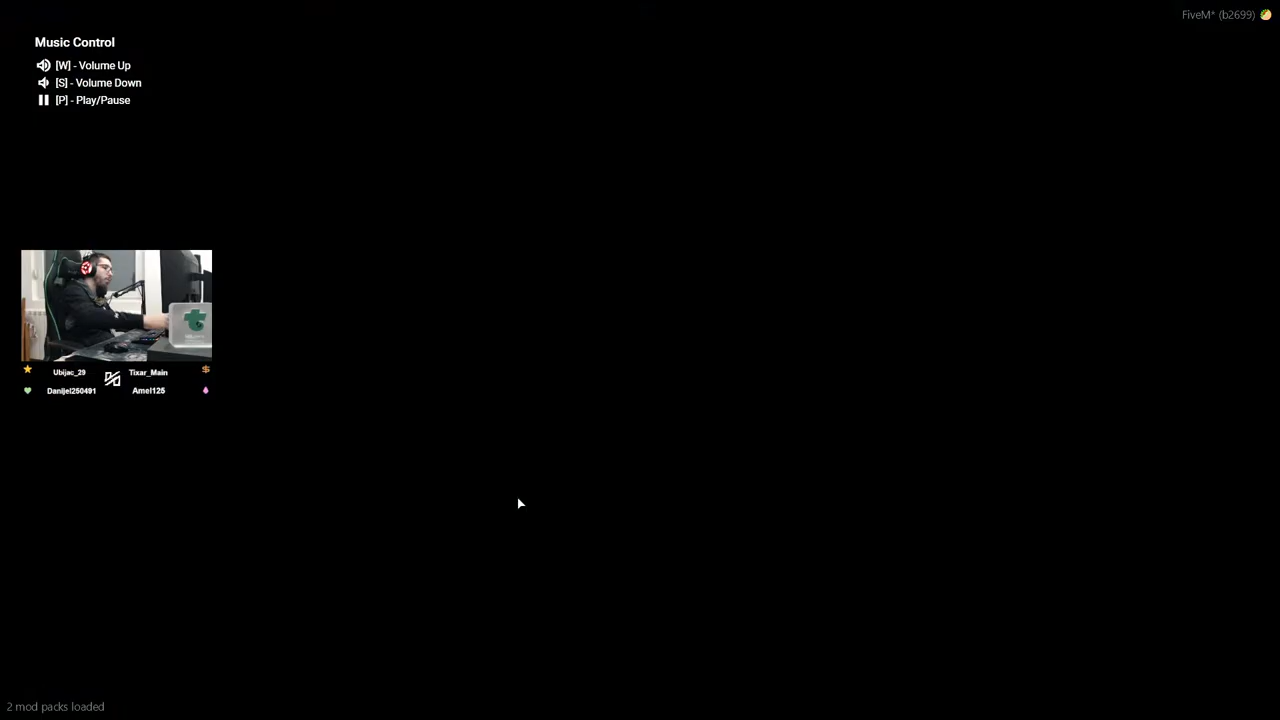 FiveM* (b2699)
Music Control
[W] - Volume Up
[S] - Volume Down
[P] - Play/Pause
Ubijac_29
Tixar_Main
Danijel250491
Amel125
2 mod packs loaded